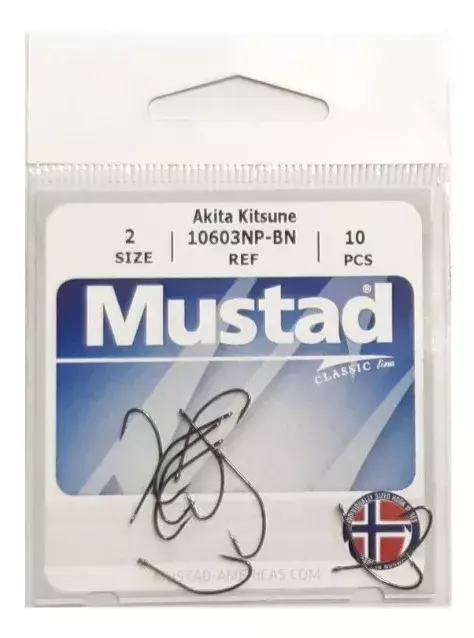 Akita Kitsune
2 10603NP-BN 10
SIZE REF PCS
Mustad®
CLASSIC line
MUSTAD-AMERICAS COM